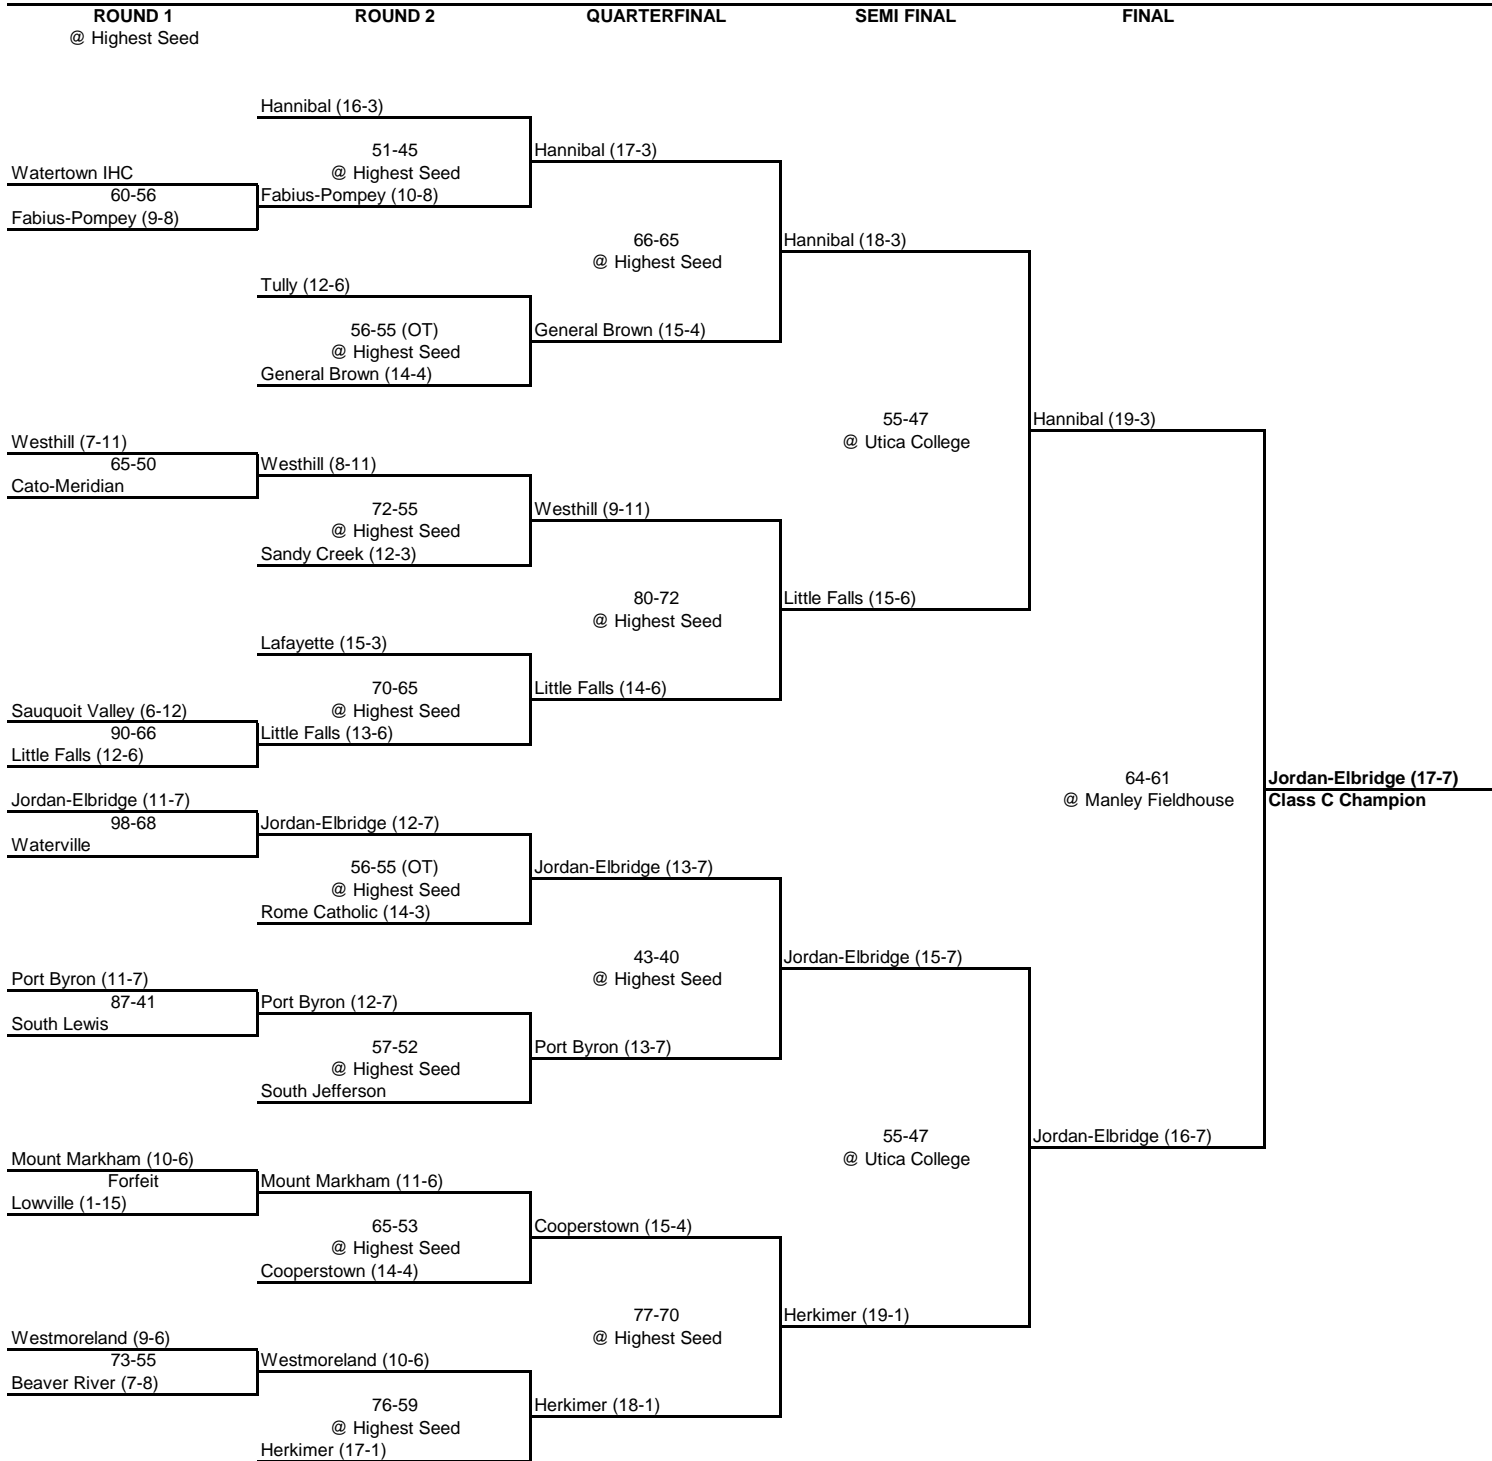 ROUND 1 ROUND 2 QUARTERFINAL SEMI FINAL FINAL
@ Highest Seed
Hannibal (16-3)
51-45 Hannibal (17-3)
Watertown IHC @ Highest Seed
60-56 Fabius-Pompey (10-8)
Fabius-Pompey (9-8)
66-65 Hannibal (18-3)
@ Highest Seed
Tully (12-6)
56-55 (OT) General Brown (15-4)
@ Highest Seed
General Brown (14-4)
55-47 Hannibal (19-3)
Westhill (7-11) @ Utica College
65-50 Westhill (8-11)
Cato-Meridian
72-55 Westhill (9-11)
@ Highest Seed
Sandy Creek (12-3)
80-72 Little Falls (15-6)
@ Highest Seed
Lafayette (15-3)
70-65 Little Falls (14-6)
Sauquoit Valley (6-12) @ Highest Seed
90-66 Little Falls (13-6)
Little Falls (12-6)
64-61 Jordan-Elbridge (17-7)
Jordan-Elbridge (11-7) @ Manley Fieldhouse Class C Champion
98-68 Jordan-Elbridge (12-7)
Waterville
56-55 (OT) Jordan-Elbridge (13-7)
@ Highest Seed
Rome Catholic (14-3)
43-40 Jordan-Elbridge (15-7)
Port Byron (11-7) @ Highest Seed
87-41 Port Byron (12-7)
South Lewis
57-52 Port Byron (13-7)
@ Highest Seed
South Jefferson
55-47 Jordan-Elbridge (16-7)
Mount Markham (10-6) @ Utica College
Forfeit Mount Markham (11-6)
Lowville (1-15)
65-53 Cooperstown (15-4)
@ Highest Seed
Cooperstown (14-4)
77-70 Herkimer (19-1)
Westmoreland (9-6) @ Highest Seed
73-55 Westmoreland (10-6)
Beaver River (7-8)
76-59 Herkimer (18-1)
@ Highest Seed
Herkimer (17-1)